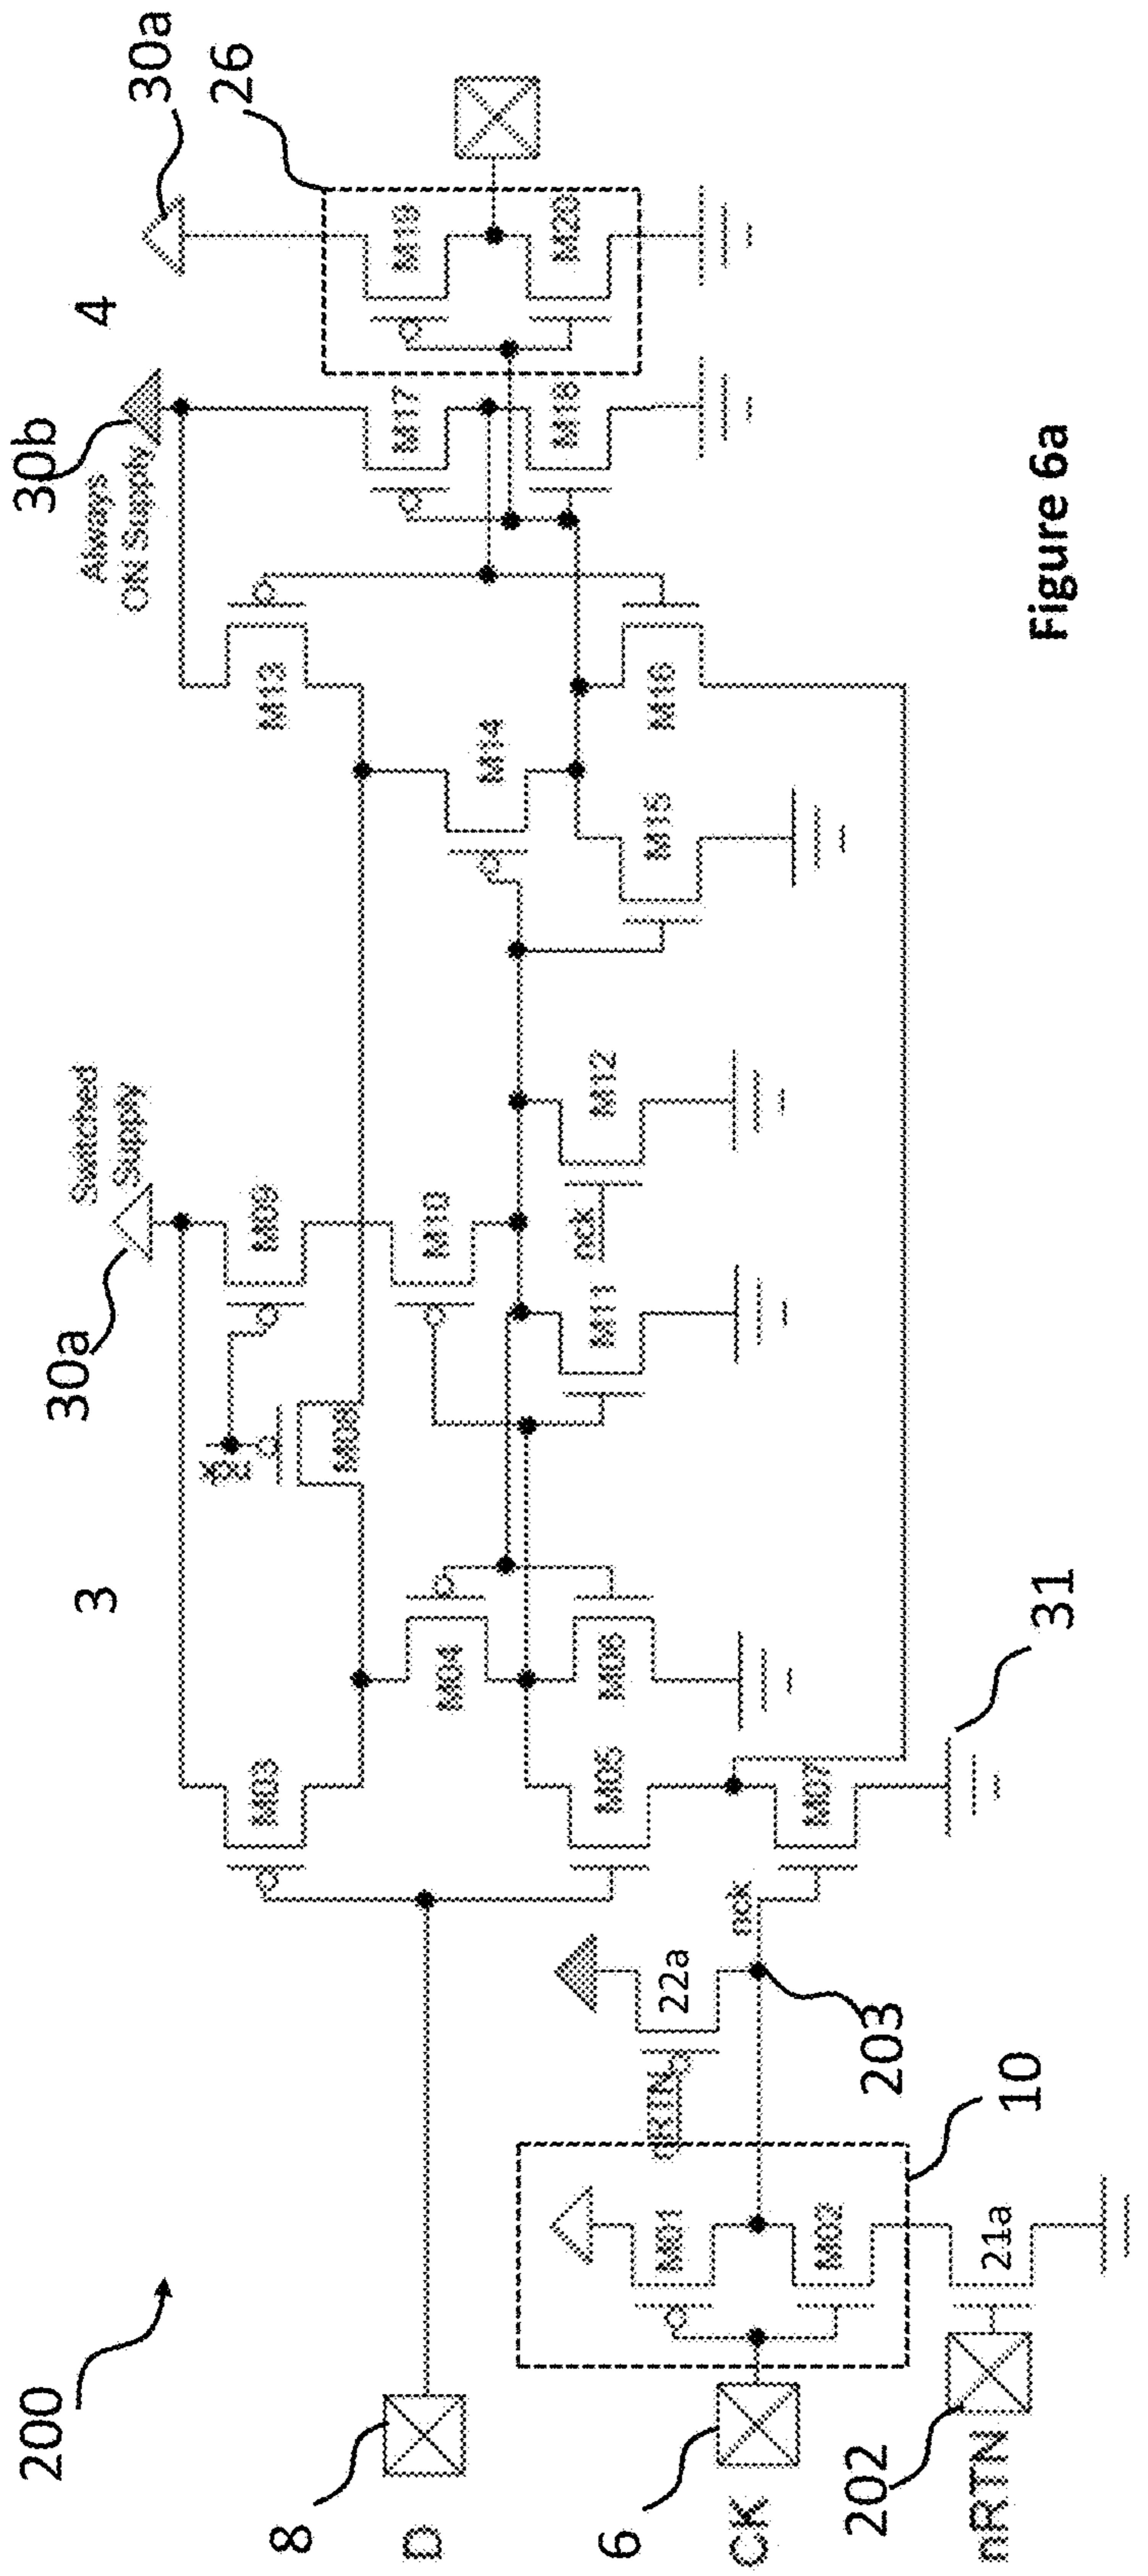 200
3
4
30a
Switched
Supply
30b
Always
ON Supply
30a
26
8
D
6
CK
202
nRTN
10
203
31
M01
M02
21a
nRTN
22a
nck
M03
M04
M05
M06
M07
M08
M09
M10
M11
nck
M12
M13
M14
M15
M16
M17
M19
M20
Figure 6a